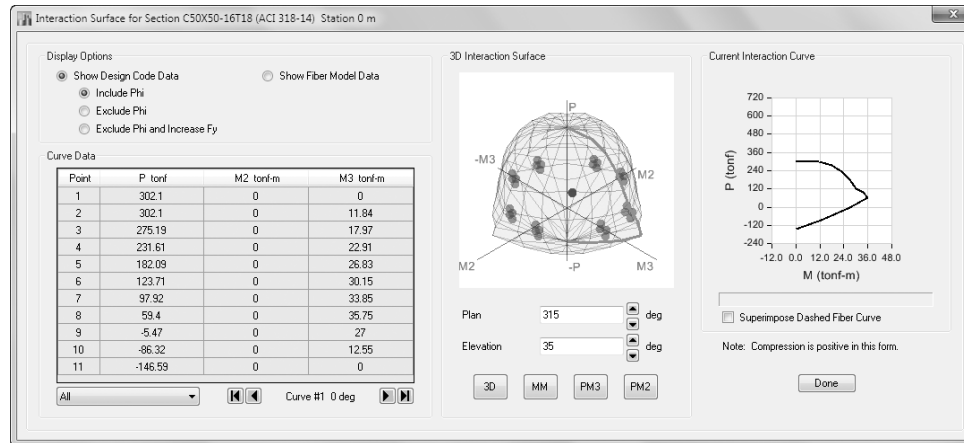 Interaction Surface for Section C50X50-16T18 (ACI 318-14) Station 0 m
Display Options
Show Design Code Data
Show Fiber Model Data
Include Phi
Exclude Phi
Exclude Phi and Increase Fy
Curve Data
Point P tonf M2 tonf-m M3 tonf-m
1 302.1 0 0
2 302.1 0 11.84
3 275.19 0 17.97
4 231.61 0 22.91
5 182.09 0 26.83
6 123.71 0 30.15
7 97.92 0 33.85
8 59.4 0 35.75
9 -5.47 0 27
10 -86.32 0 12.55
11 -146.59 0 0
All
Curve #1 0 deg
3D Interaction Surface
P
-M3
M2
M2
-P
M3
Plan 315 deg
Elevation 35 deg
3D MM PM3 PM2
Current Interaction Curve
720
600
480
360
240
120
0
-120
-240
P (tonf)
-12.0 0.0 12.0 24.0 36.0 48.0
M (tonf-m)
Superimpose Dashed Fiber Curve
Note: Compression is positive in this form.
Done